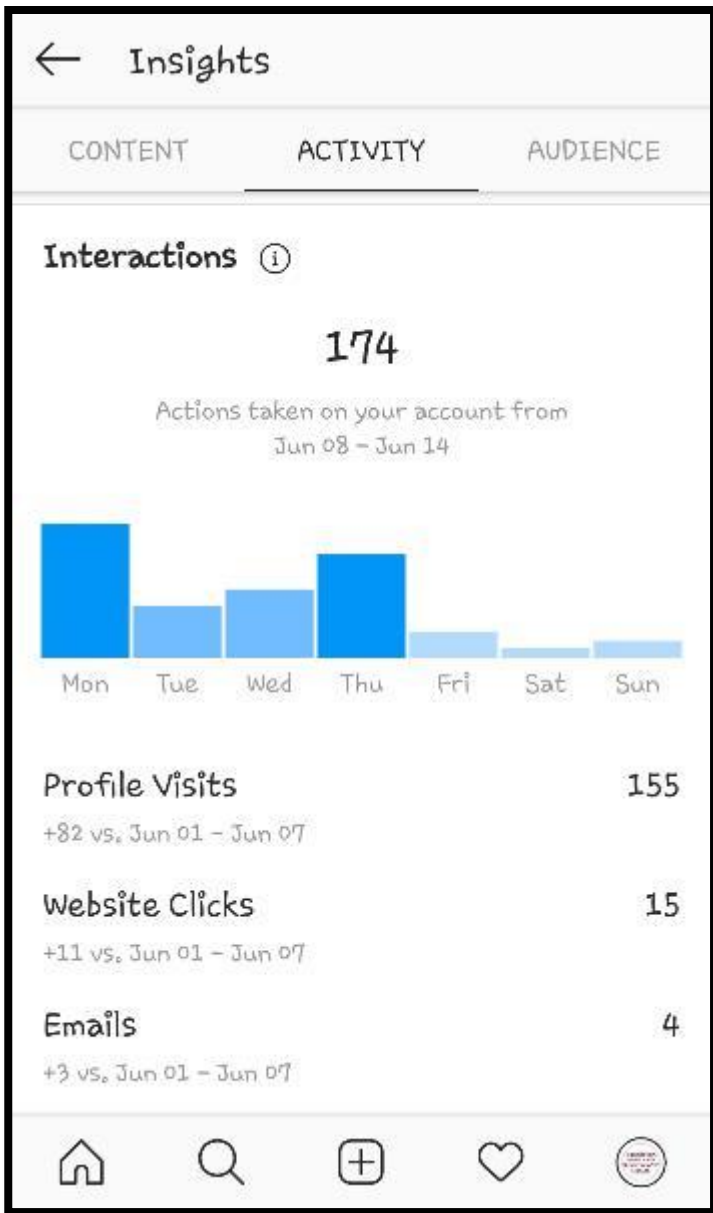 Insights
CONTENT ACTIVITY AUDIENCE
Interactions
174
Actions taken on your account from
Jun 08 – Jun 14
Mon Tue Wed Thu Fri Sat Sun
Profile Visits 155
+82 vs. Jun 01 – Jun 07
Website Clicks 15
+11 vs. Jun 01 – Jun 07
Emails 4
+3 vs. Jun 01 – Jun 07